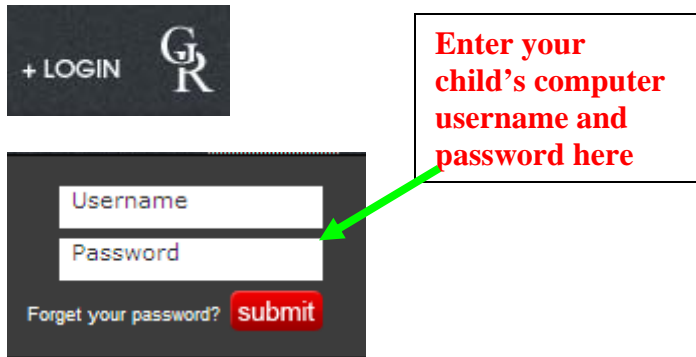 + LOGIN GR
Enter your
child's computer
username and
password here
Username
Password
Forget your password? submit